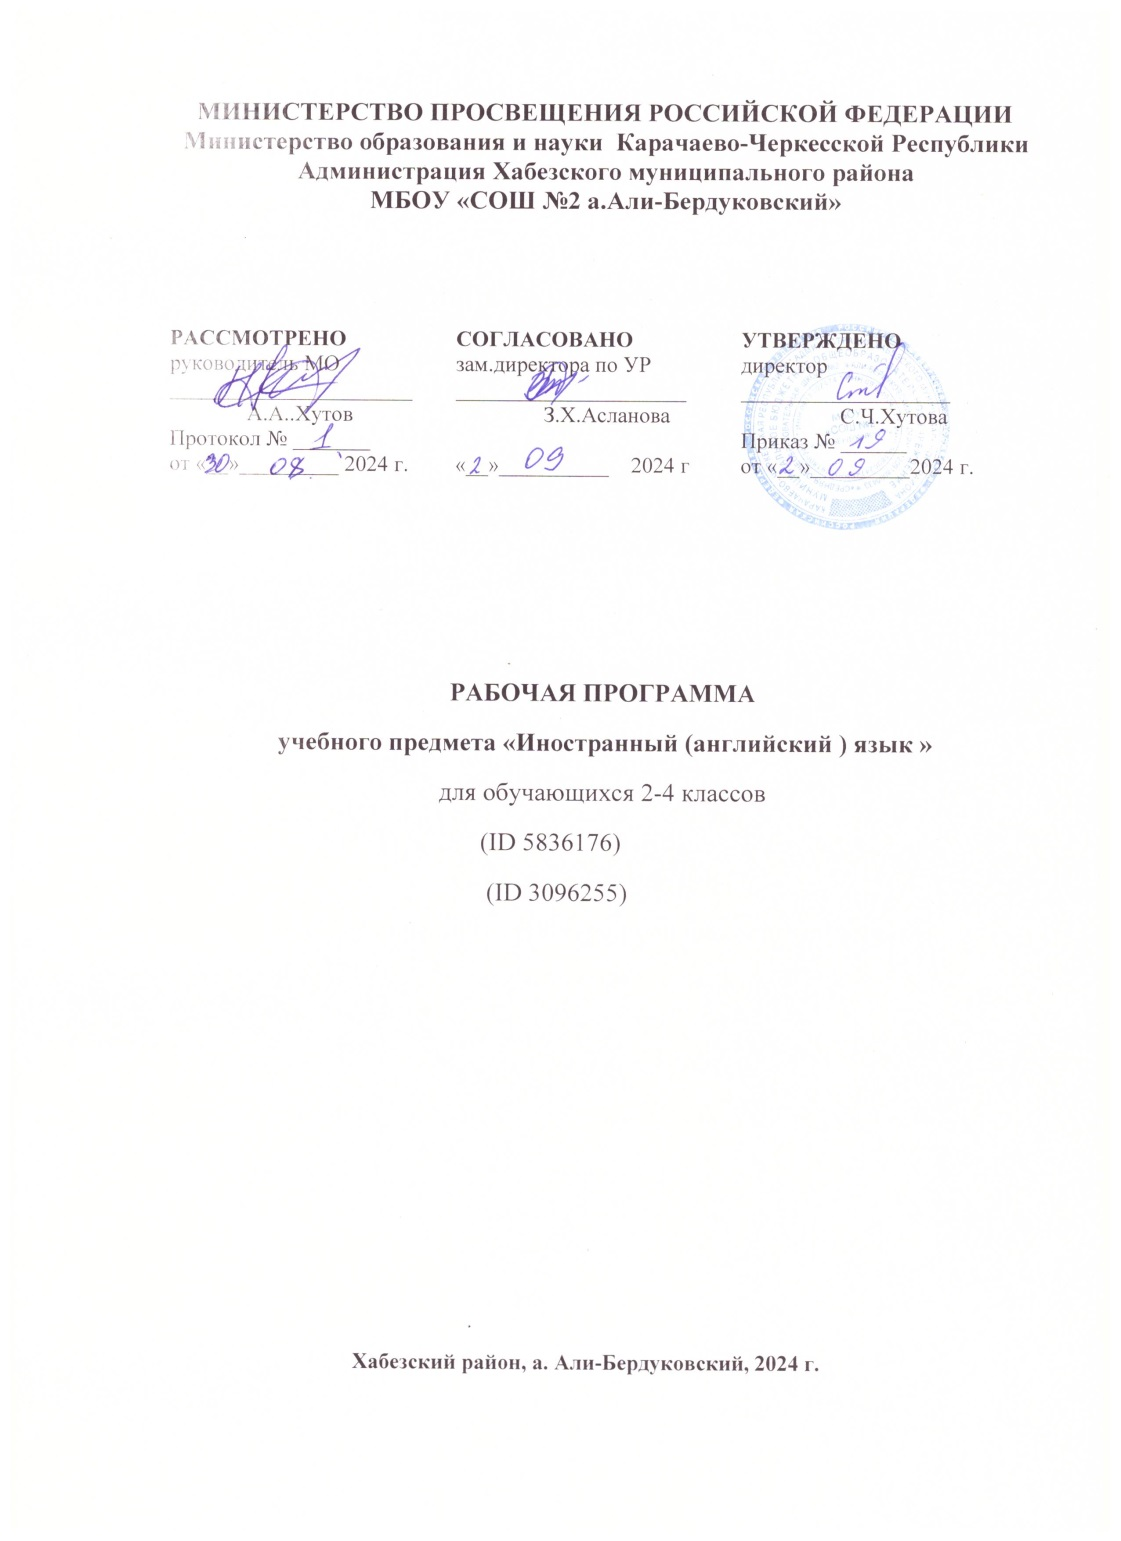 МИНИСТЕРСТВО ПРОСВЕЩЕНИЯ РОССИЙСКОЙ ФЕДЕРАЦИИ
Министерство образования и науки Карачаево-Черкесской Республики
Администрация Хабезского муниципального района
МБОУ «СОШ №2 а.Али-Бердуковский»
РАССМОТРЕНО
руководитель МО
А.А..Хутов
Протокол № 1
от «30» 08 2024 г.
СОГЛАСОВАНО
зам.директора по УР
З.Х.Асланова
«2» 09 2024 г
УТВЕРЖДЕНО
директор
С.Ч.Хутова
Приказ № 19
от «2» 09 2024 г.
РАБОЧАЯ ПРОГРАММА
учебного предмета «Иностранный (английский ) язык »
для обучающихся 2-4 классов
(ID 5836176)
(ID 3096255)
Хабезский район, а. Али-Бердуковский, 2024 г.